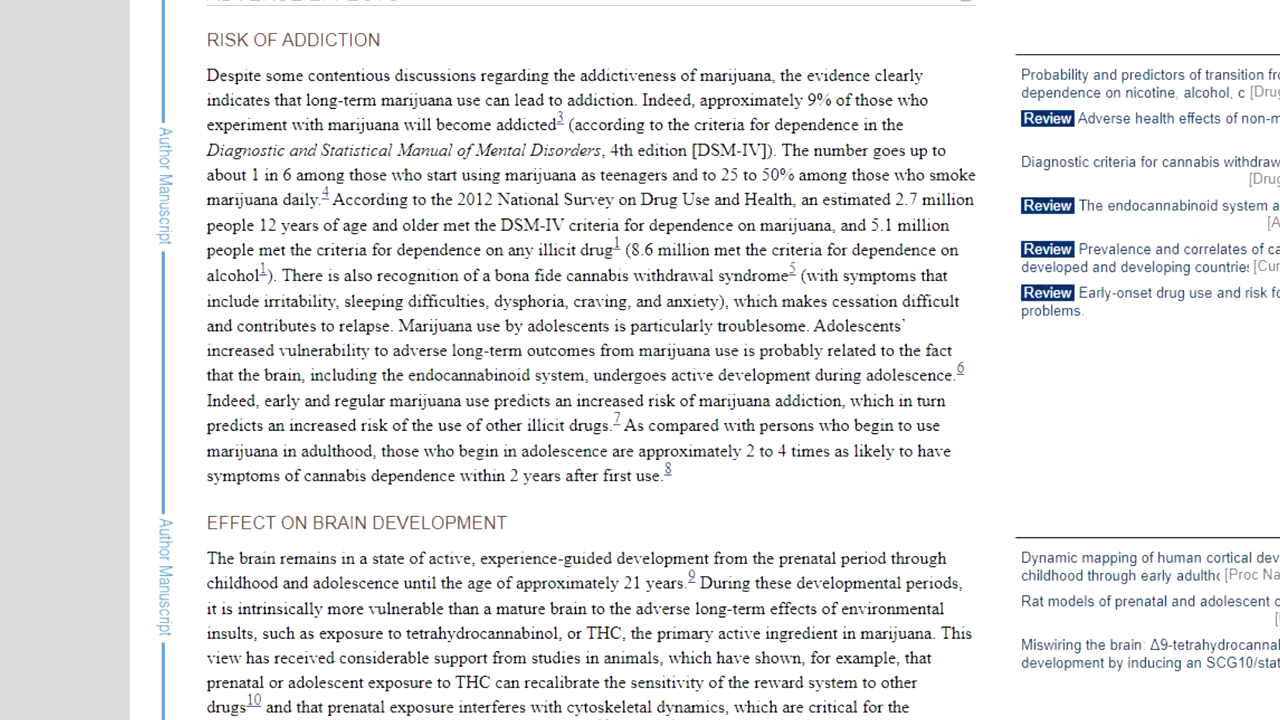 RISK OF ADDICTION
Despite some contentious discussions regarding the addictiveness of marijuana, the evidence clearly
indicates that long-term marijuana use can lead to addiction. Indeed, approximately 9% of those who
experiment with marijuana will become addicted3 (according to the criteria for dependence in the
Diagnostic and Statistical Manual of Mental Disorders, 4th edition [DSM-IV]). The number goes up to
about 1 in 6 among those who start using marijuana as teenagers and to 25 to 50% among those who smoke
marijuana daily.4 According to the 2012 National Survey on Drug Use and Health, an estimated 2.7 million
people 12 years of age and older met the DSM-IV criteria for dependence on marijuana, and 5.1 million
people met the criteria for dependence on any illicit drug1 (8.6 million met the criteria for dependence on
alcohol1). There is also recognition of a bona fide cannabis withdrawal syndrome5 (with symptoms that
include irritability, sleeping difficulties, dysphoria, craving, and anxiety), which makes cessation difficult
and contributes to relapse. Marijuana use by adolescents is particularly troublesome. Adolescents’
increased vulnerability to adverse long-term outcomes from marijuana use is probably related to the fact
that the brain, including the endocannabinoid system, undergoes active development during adolescence.6
Indeed, early and regular marijuana use predicts an increased risk of marijuana addiction, which in turn
predicts an increased risk of the use of other illicit drugs.7 As compared with persons who begin to use
marijuana in adulthood, those who begin in adolescence are approximately 2 to 4 times as likely to have
symptoms of cannabis dependence within 2 years after first use.8
EFFECT ON BRAIN DEVELOPMENT
The brain remains in a state of active, experience-guided development from the prenatal period through
childhood and adolescence until the age of approximately 21 years.9 During these developmental periods,
it is intrinsically more vulnerable than a mature brain to the adverse long-term effects of environmental
insults, such as exposure to tetrahydrocannabinol, or THC, the primary active ingredient in marijuana. This
view has received considerable support from studies in animals, which have shown, for example, that
prenatal or adolescent exposure to THC can recalibrate the sensitivity of the reward system to other
drugs10 and that prenatal exposure interferes with cytoskeletal dynamics, which are critical for the
Author Manuscript
Author Manuscript
Probability and predictors of transition fr
dependence on nicotine, alcohol, c [Dru
Review Adverse health effects of non-m
Diagnostic criteria for cannabis withdraw
[Drug
Review The endocannabinoid system a
[A
Review Prevalence and correlates of ca
developed and developing countries [Cur
Review Early-onset drug use and risk fo
problems.
Dynamic mapping of human cortical dev
childhood through early adulth [Proc Na
Rat models of prenatal and adolescent c
Miswiring the brain: Δ9-tetrahydrocannal
development by inducing an SCG10/stat